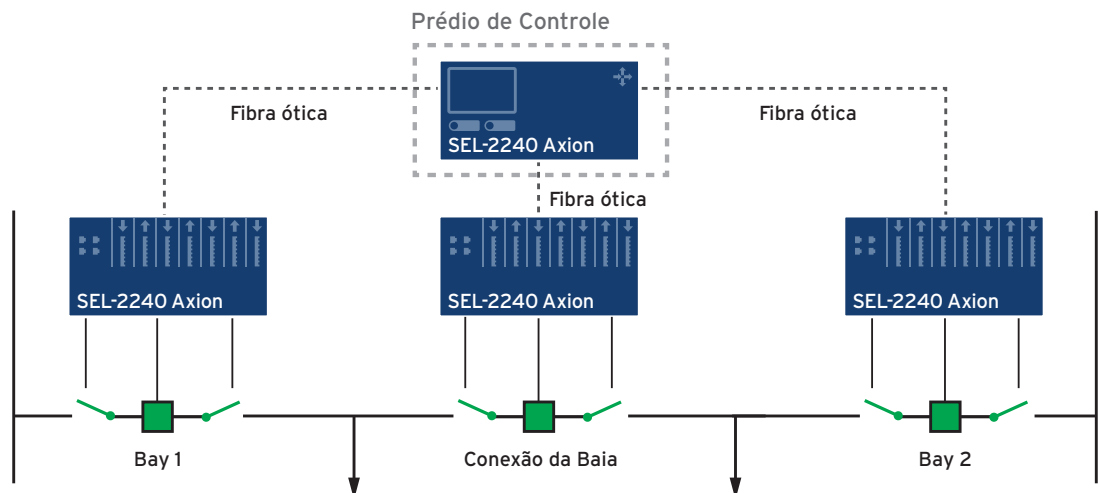 Prédio de Controle
Fibra ótica
SEL-2240 Axion
Fibra ótica
Fibra ótica
SEL-2240 Axion
SEL-2240 Axion
SEL-2240 Axion
Bay 1
Conexão da Baia
Bay 2